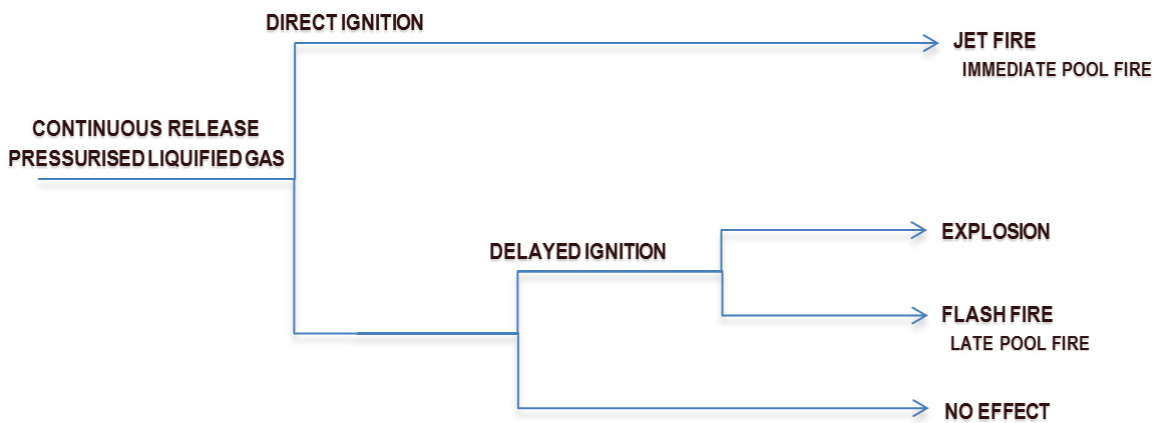 DIRECT IGNITION
JET FIRE
IMMEDIATE POOL FIRE
CONTINUOUS RELEASE
PRESSURISED LIQUIFIED GAS
EXPLOSION
DELAYED IGNITION
FLASH FIRE
LATE POOL FIRE
NO EFFECT